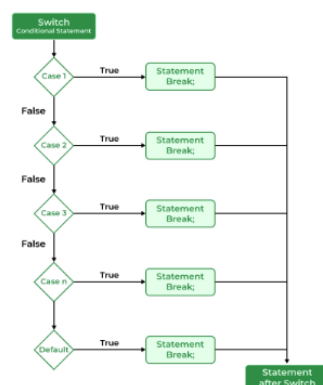 Switch
Conditional Statement
Case 1
True
Statement
Break;
False
Case 2
True
Statement
Break;
False
Case 3
True
Statement
Break;
False
Case n
True
Statement
Break;
Default
True
Statement
Break;
Statement
after Switch